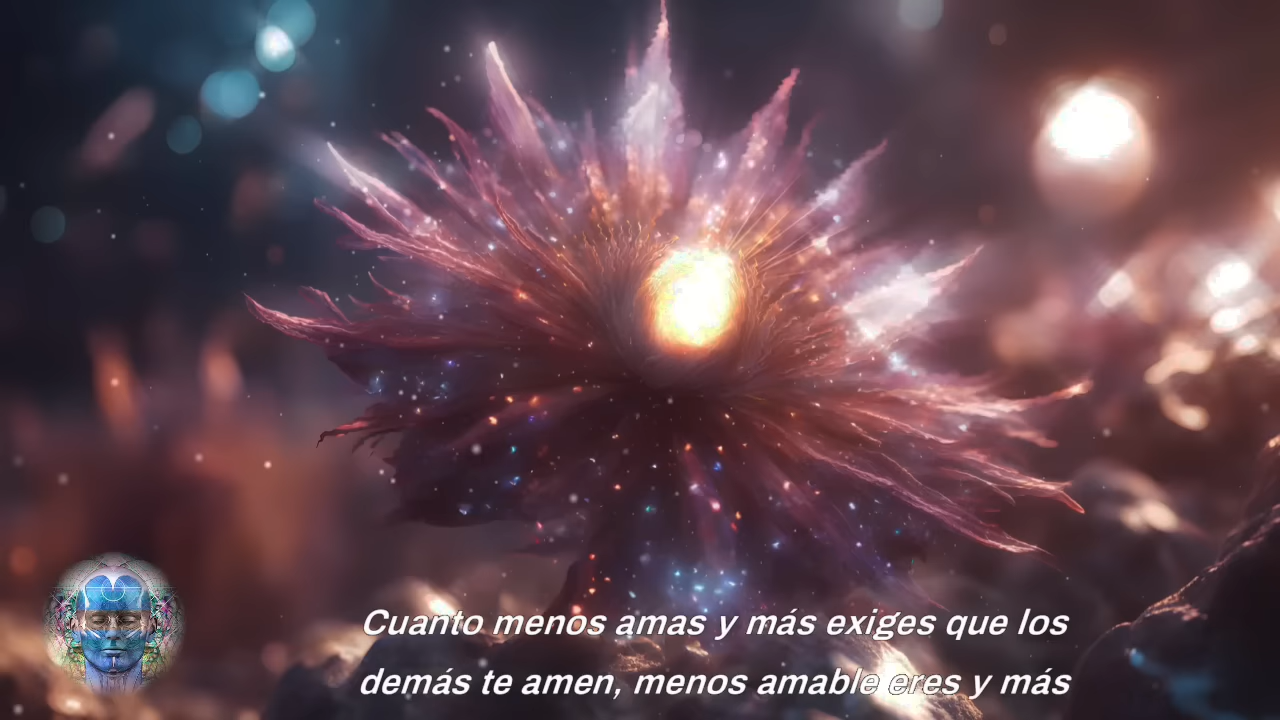 Cuanto menos amas y más exiges que los
demás te amen, menos amable eres y más